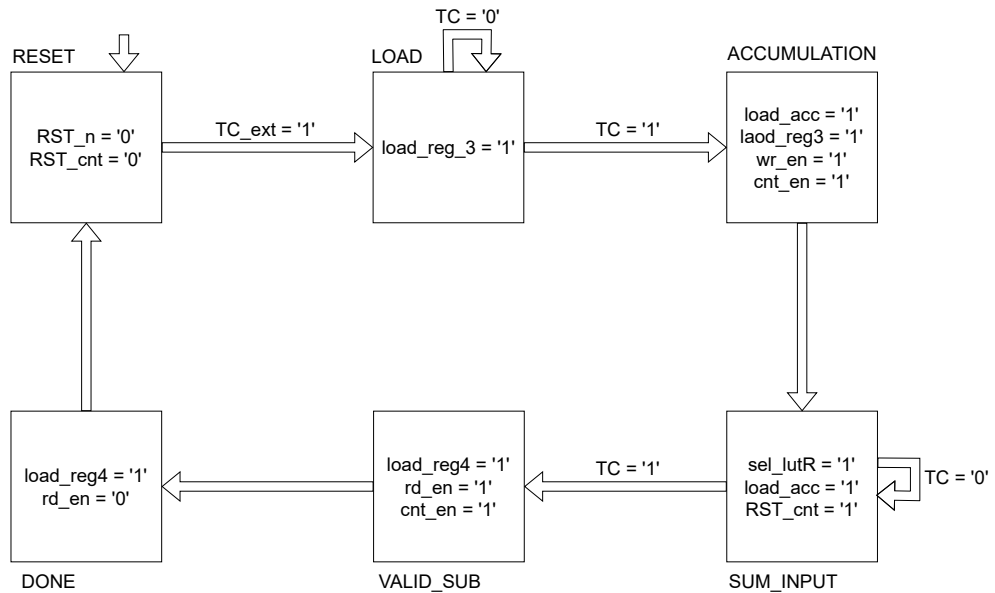 TC = '0'
RESET
LOAD
ACCUMULATION
RST_n = '0'
RST_cnt = '0'
TC_ext = '1'
load_reg_3 = '1'
TC = '1'
load_acc = '1'
laod_reg3 = '1'
wr_en = '1'
cnt_en = '1'
load_reg4 = '1'
rd_en = '0'
load_reg4 = '1'
rd_en = '1'
cnt_en = '1'
TC = '1'
sel_lutR = '1'
load_acc = '1'
RST_cnt = '1'
TC = '0'
DONE
VALID_SUB
SUM_INPUT